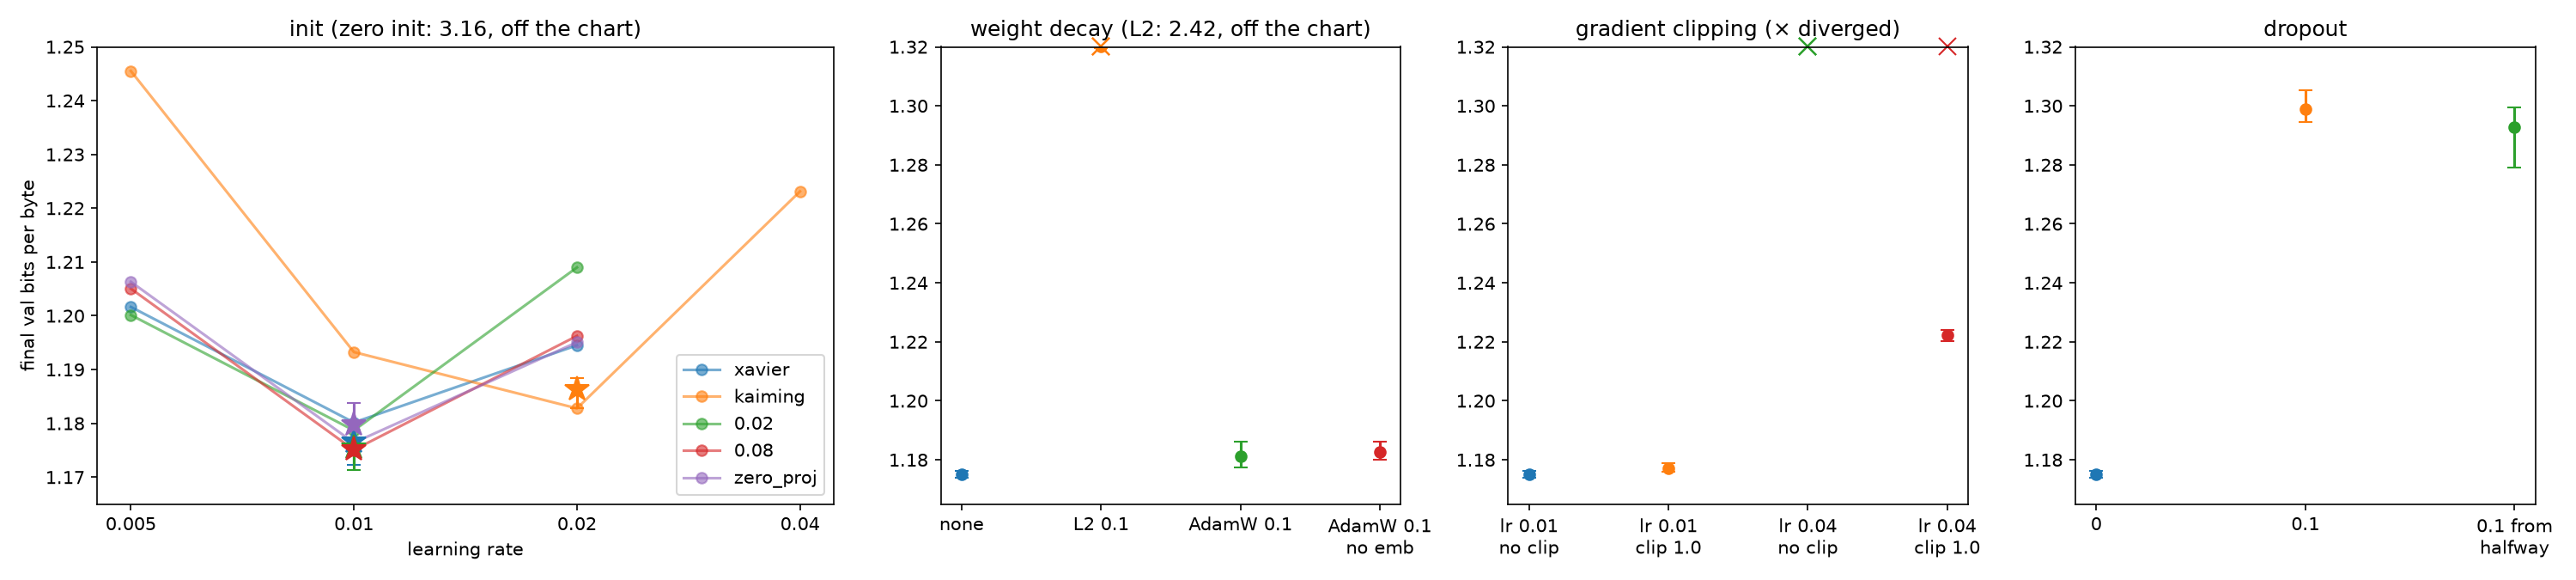 init (zero init: 3.16, off the chart)
final val bits per byte
1.25
1.24
1.23
1.22
1.21
1.20
1.19
1.18
1.17
0.005
0.01
0.02
0.04
learning rate
xavier
kaiming
0.02
0.08
zero_proj
weight decay (L2: 2.42, off the chart)
1.32
1.30
1.28
1.26
1.24
1.22
1.20
1.18
none
L2 0.1
AdamW 0.1
AdamW 0.1
no emb
gradient clipping (× diverged)
1.32
1.30
1.28
1.26
1.24
1.22
1.20
1.18
lr 0.01
no clip
lr 0.01
clip 1.0
lr 0.04
no clip
lr 0.04
clip 1.0
dropout
1.32
1.30
1.28
1.26
1.24
1.22
1.20
1.18
0
0.1
0.1 from
halfway